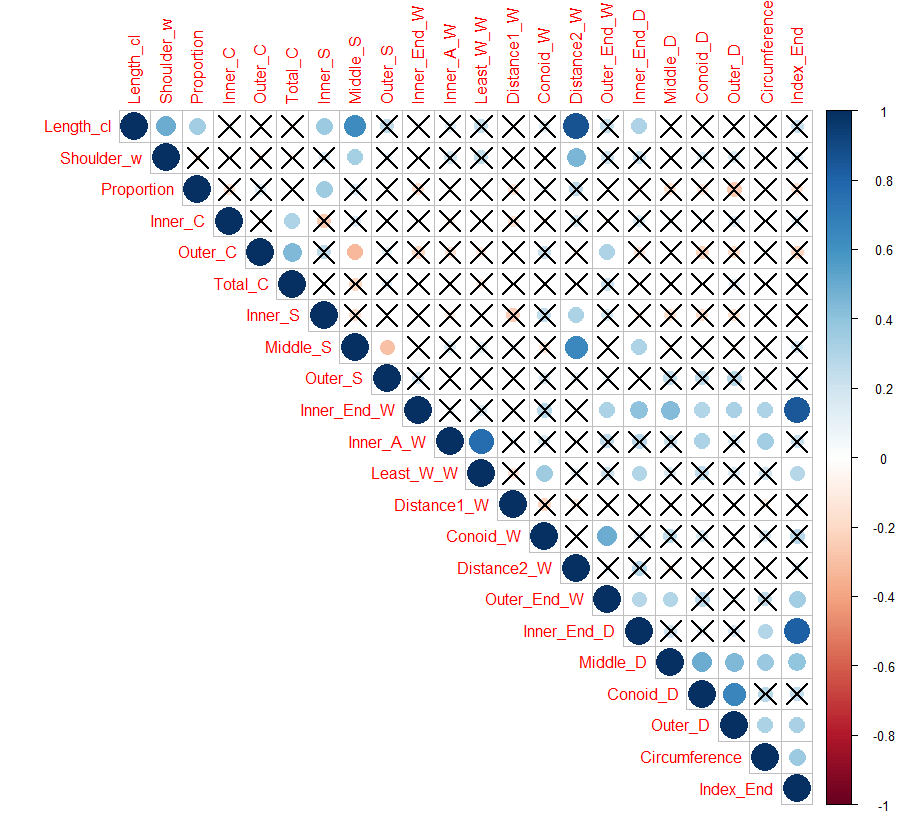 Length_cl
Shoulder_w
Proportion
Inner_C
Outer_C
Total_C
Inner_S
Middle_S
Outer_S
Inner_End_W
Inner_A_W
Least_W_W
Distance1_W
Conoid_W
Distance2_W
Outer_End_W
Inner_End_D
Middle_D
Conoid_D
Outer_D
Circumference
Index_End
Length_cl
Shoulder_w
Proportion
Inner_C
Outer_C
Total_C
Inner_S
Middle_S
Outer_S
Inner_End_W
Inner_A_W
Least_W_W
Distance1_W
Conoid_W
Distance2_W
Outer_End_W
Inner_End_D
Middle_D
Conoid_D
Outer_D
Circumference
Index_End
1
0.8
0.6
0.4
0.2
0
-0.2
-0.4
-0.6
-0.8
-1